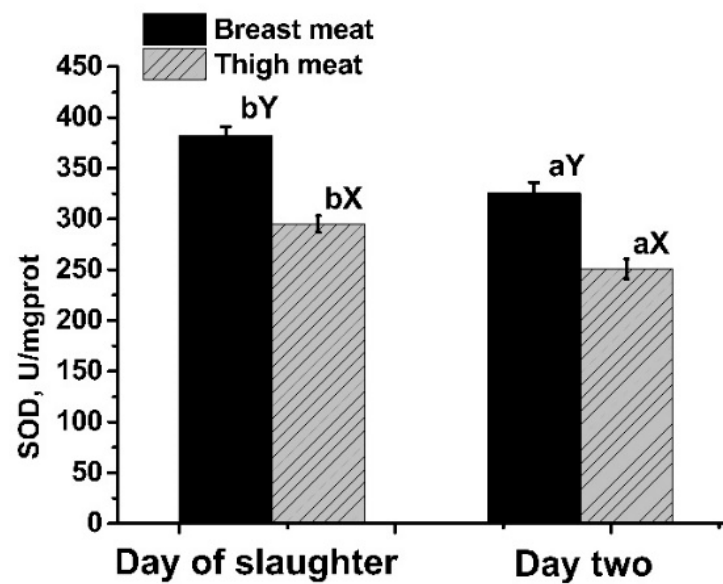 Breast meat
Thigh meat
450
400
350
300
250
200
150
100
50
0
SOD, U/mgprot
bY
bX
aY
aX
Day of slaughter
Day two